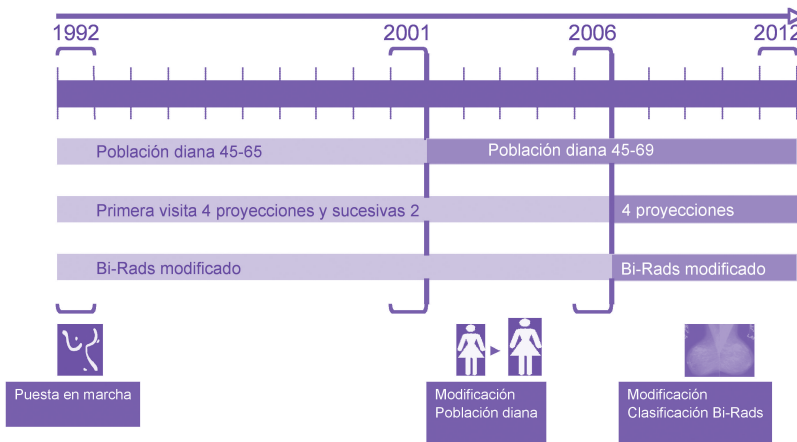 1992
2001
2006
2012
Población diana 45-65
Población diana 45-69
Primera visita 4 proyecciones y sucesivas 2
4 proyecciones
Bi-Rads modificado
Bi-Rads modificado
Puesta en marcha
Modificación
Población diana
Modificación
Clasificación Bi-Rads